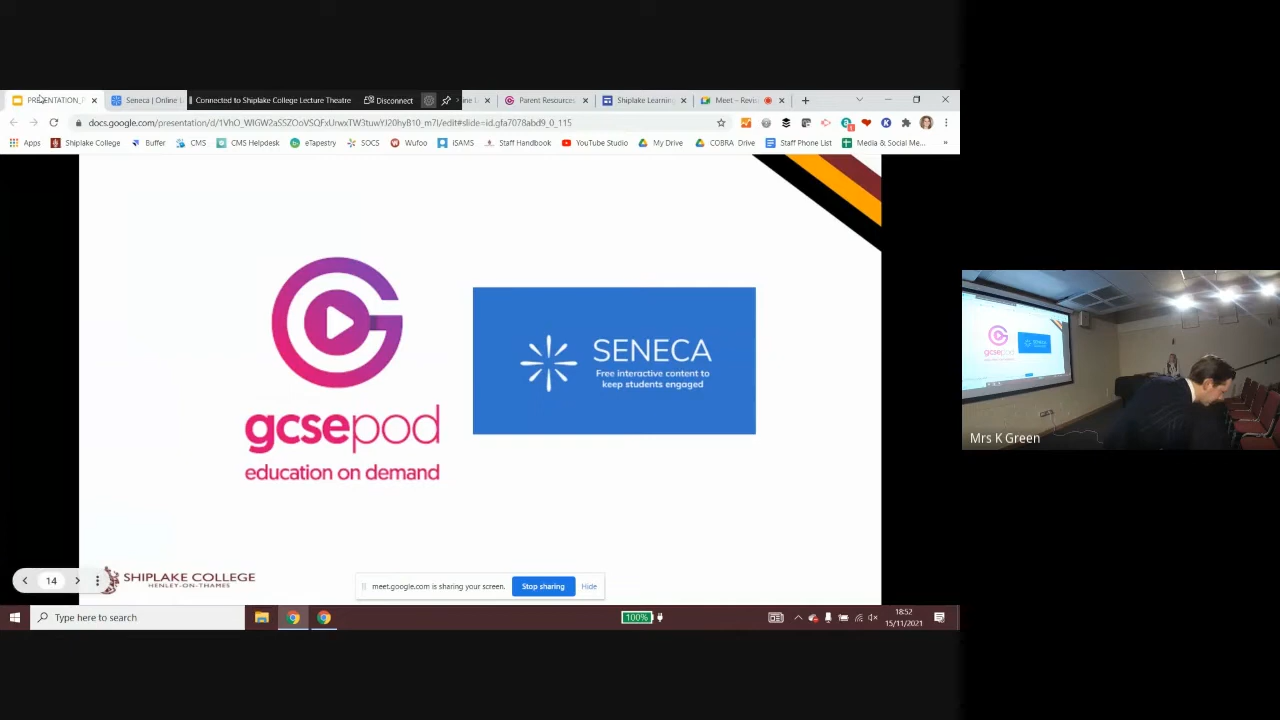 PRESENTATION_P
Seneca | Online L
Connected to Shiplake College Lecture Theatre
Disconnect
ne L
Parent Resources
Shiplake Learning
Meet – Revis
docs.google.com/presentation/d/1VhO_WlGW2aSSZOoVSQFxUrwxTW3tuwYJ20hyB10_m7I/edit#slide=id.gfa7078abd9_0_115
Apps
Shiplake College
Buffer
CMS
CMS Helpdesk
eTapestry
SOCS
Wufoo
iSAMS
Staff Handbook
YouTube Studio
My Drive
COBRA Drive
Staff Phone List
Media & Social Me...
»
SENECA
Free interactive content to
keep students engaged
gcsepod
education on demand
Mrs K Green
14
SHIPLAKE COLLEGE
HENLEY-ON-THAMES
meet.google.com is sharing your screen.
Stop sharing
Hide
Type here to search
100%
18:52
15/11/2021